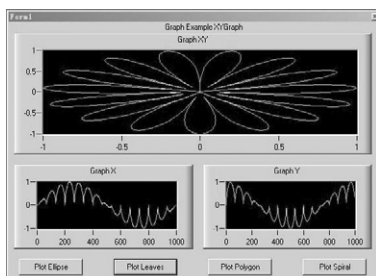 Form1
Graph Example XYGraph
Graph XY
1
0.5
0.0
-0.5
-1
-1 -0.5 0.0 0.5 1
Graph X
Graph Y
1
0
-1
0 200 400 600 800 1000
1
0
-1
0 200 400 600 800 1000
Plot Ellipse Plot Leaves Plot Polygon Plot Spiral